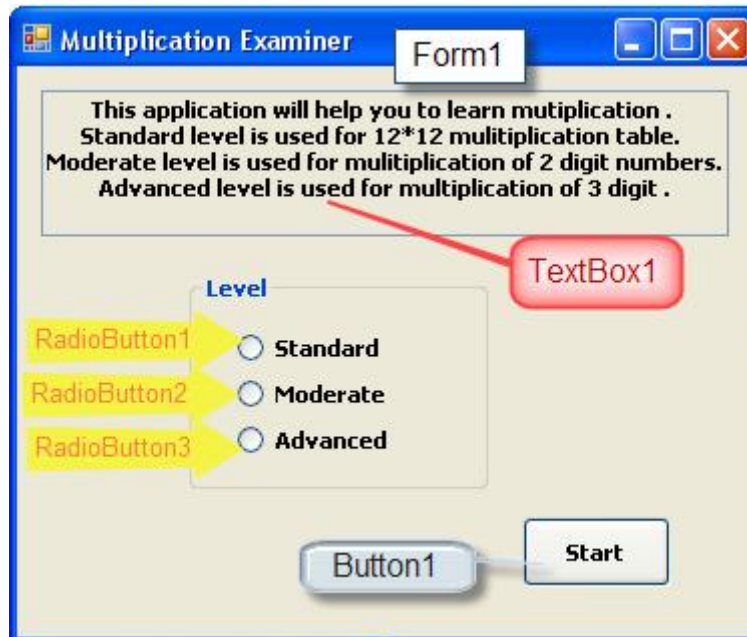 Multiplication Examiner
Form1
This application will help you to learn mutiplication .
Standard level is used for 12*12 mulitiplication table.
Moderate level is used for mulitiplication of 2 digit numbers.
Advanced level is used for multiplication of 3 digit .
TextBox1
Level
RadioButton1
Standard
RadioButton2
Moderate
RadioButton3
Advanced
Button1
Start